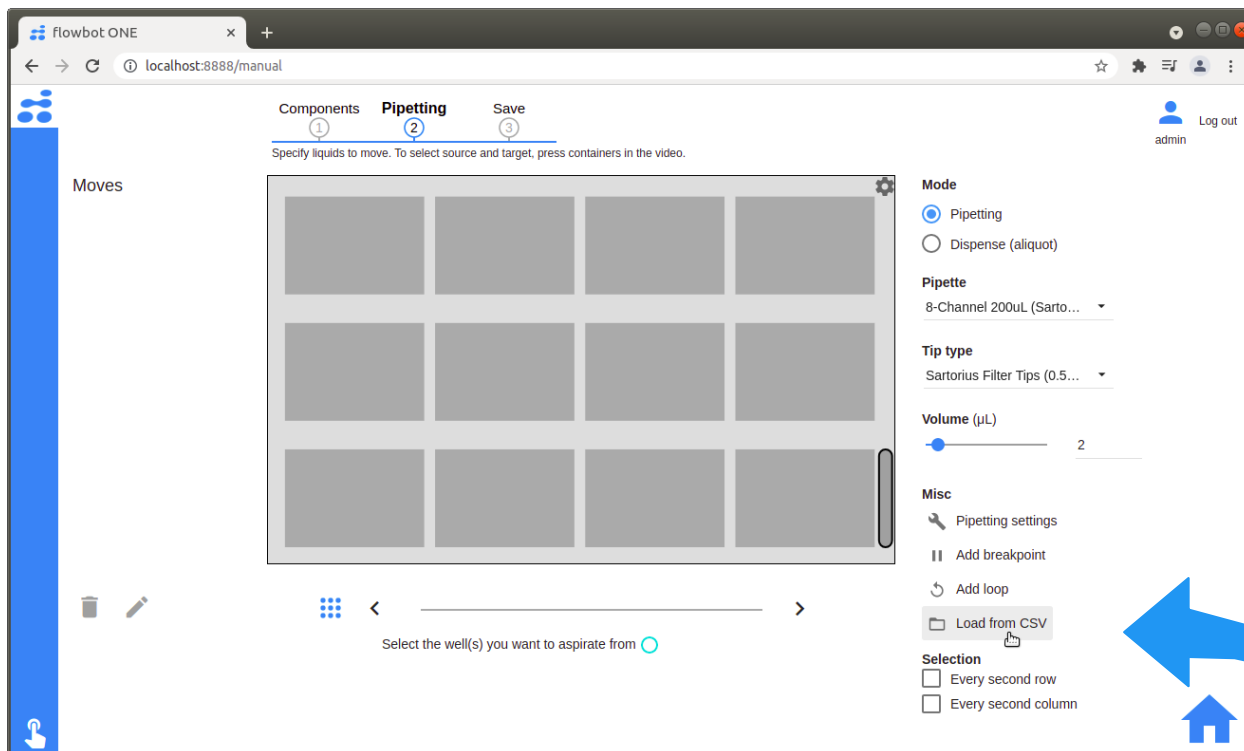 flowbot ONE
localhost:8888/manual
Components Pipetting Save
1 2 3
Specify liquids to move. To select source and target, press containers in the video.
admin
Log out
Moves
Mode
Pipetting
Dispense (aliquot)
Pipette
8-Channel 200uL (Sarto...
Tip type
Sartorius Filter Tips (0.5...
Volume (μL)
2
Misc
Pipetting settings
Add breakpoint
Add loop
Load from CSV
Select the well(s) you want to aspirate from
Selection
Every second row
Every second column